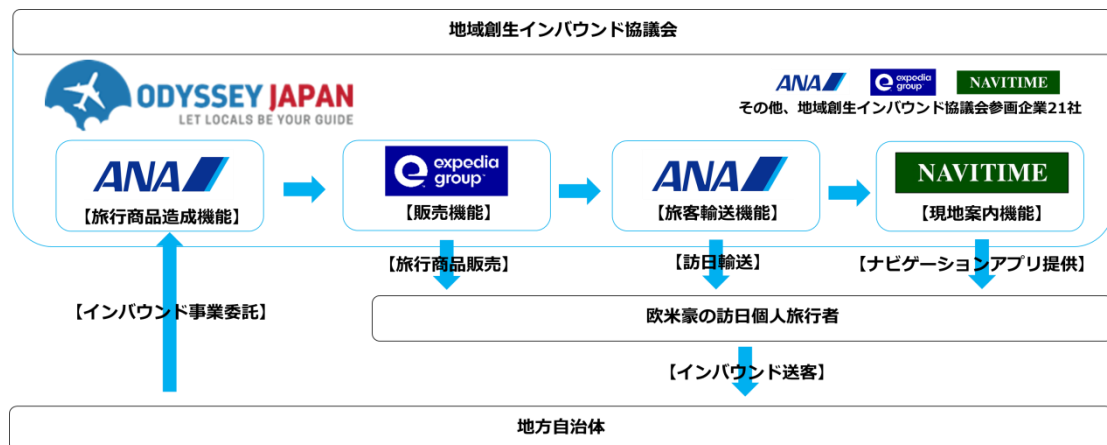 地域創生インバウンド協議会
ODYSSEY JAPAN
LET LOCALS BE YOUR GUIDE
ANA
expedia group
NAVITIME
その他、地域創生インバウンド協議会参画企業21社
ANA
【旅行商品造成機能】
expedia group
【販売機能】
ANA
【旅客輸送機能】
NAVITIME
【現地案内機能】
【旅行商品販売】
【訪日輸送】
【ナビゲーションアプリ提供】
【インバウンド事業委託】
欧米豪の訪日個人旅行者
【インバウンド送客】
地方自治体